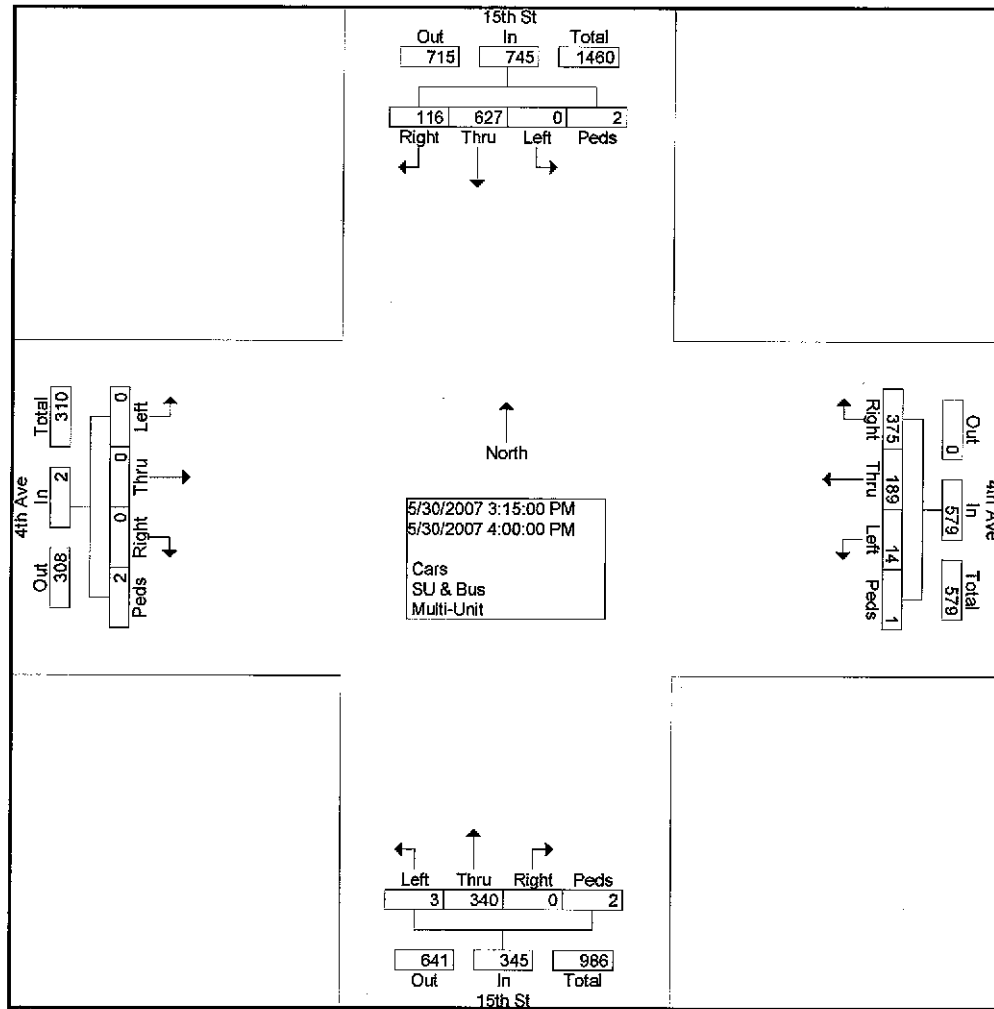 15th St
Out In Total
715 745 1460
116 627 0 2
Right Thru Left Peds
4th Ave
Total In Out
310 2 308
0 0 0 2
Left Thru Right Peds
North
5/30/2007 3:15:00 PM
5/30/2007 4:00:00 PM
Cars
SU & Bus
Multi-Unit
Right Thru Left Peds
375 189 14 1
Out In Total
0 579 579
4th Ave
Left Thru Right Peds
3 340 0 2
641 345 986
Out In Total
15th St